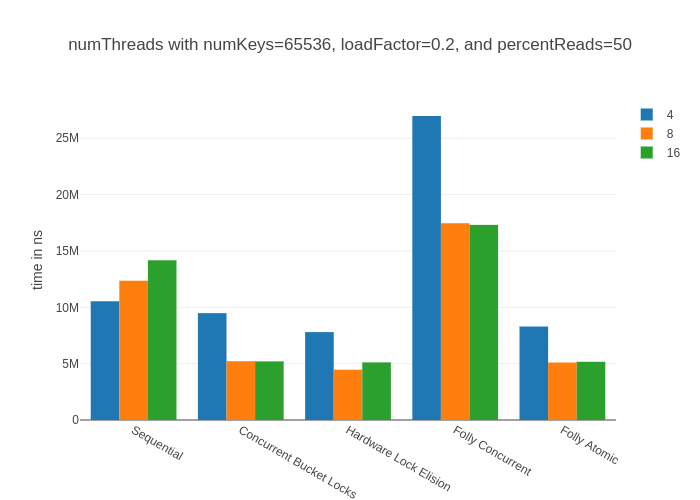 numThreads with numKeys=65536, loadFactor=0.2, and percentReads=50
4
8
16
25M
20M
15M
10M
5M
0
time in ns
Sequential
Concurrent Bucket Locks
Hardware Lock Elision
Folly Concurrent
Folly Atomic